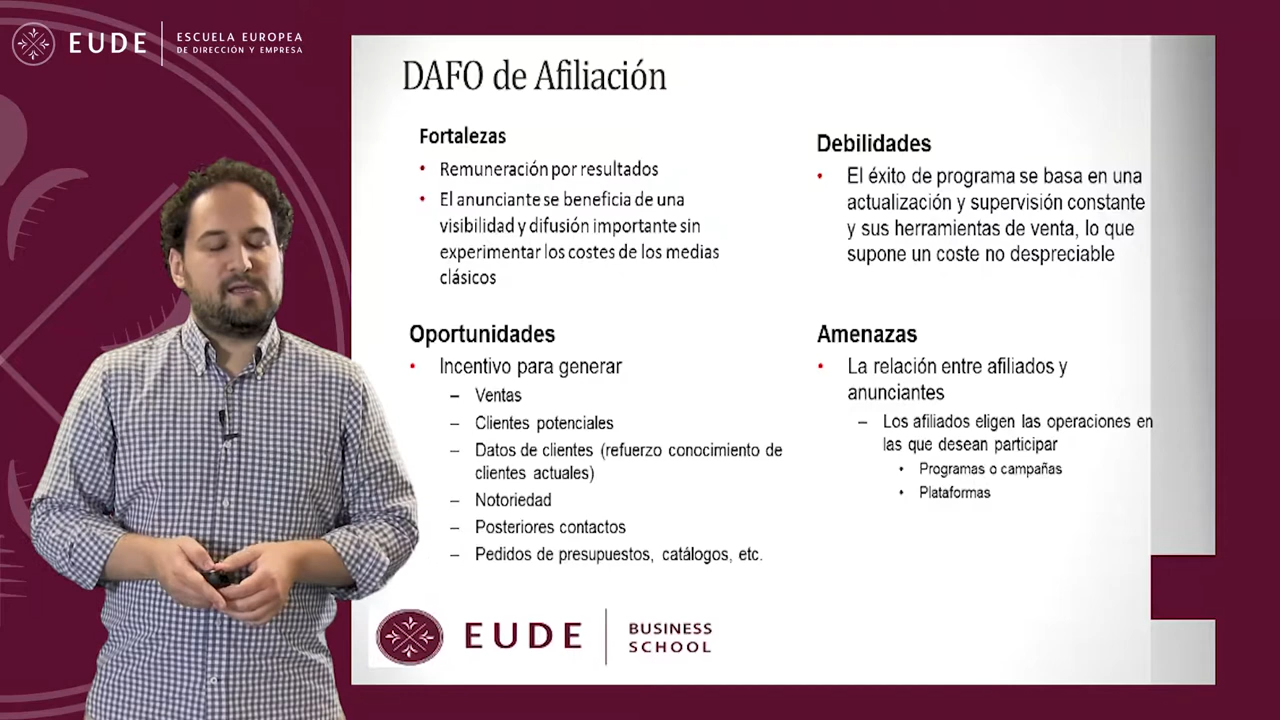 EUDE
ESCUELA EUROPEA
DE DIRECCIÓN Y EMPRESA
DAFO de Afiliación
Fortalezas
• Remuneración por resultados
• El anunciante se beneficia de una
visibilidad y difusión importante sin
experimentar los costes de los medias
clásicos
Debilidades
• El éxito de programa se basa en una
actualización y supervisión constante
y sus herramientas de venta, lo que
supone un coste no despreciable
Oportunidades
• Incentivo para generar
– Ventas
– Clientes potenciales
– Datos de clientes (refuerzo conocimiento de
clientes actuales)
– Notoriedad
– Posteriores contactos
– Pedidos de presupuestos, catálogos, etc.
Amenazas
• La relación entre afiliados y
anunciantes
– Los afiliados eligen las operaciones en
las que desean participar
• Programas o campañas
• Plataformas
EUDE
BUSINESS
SCHOOL